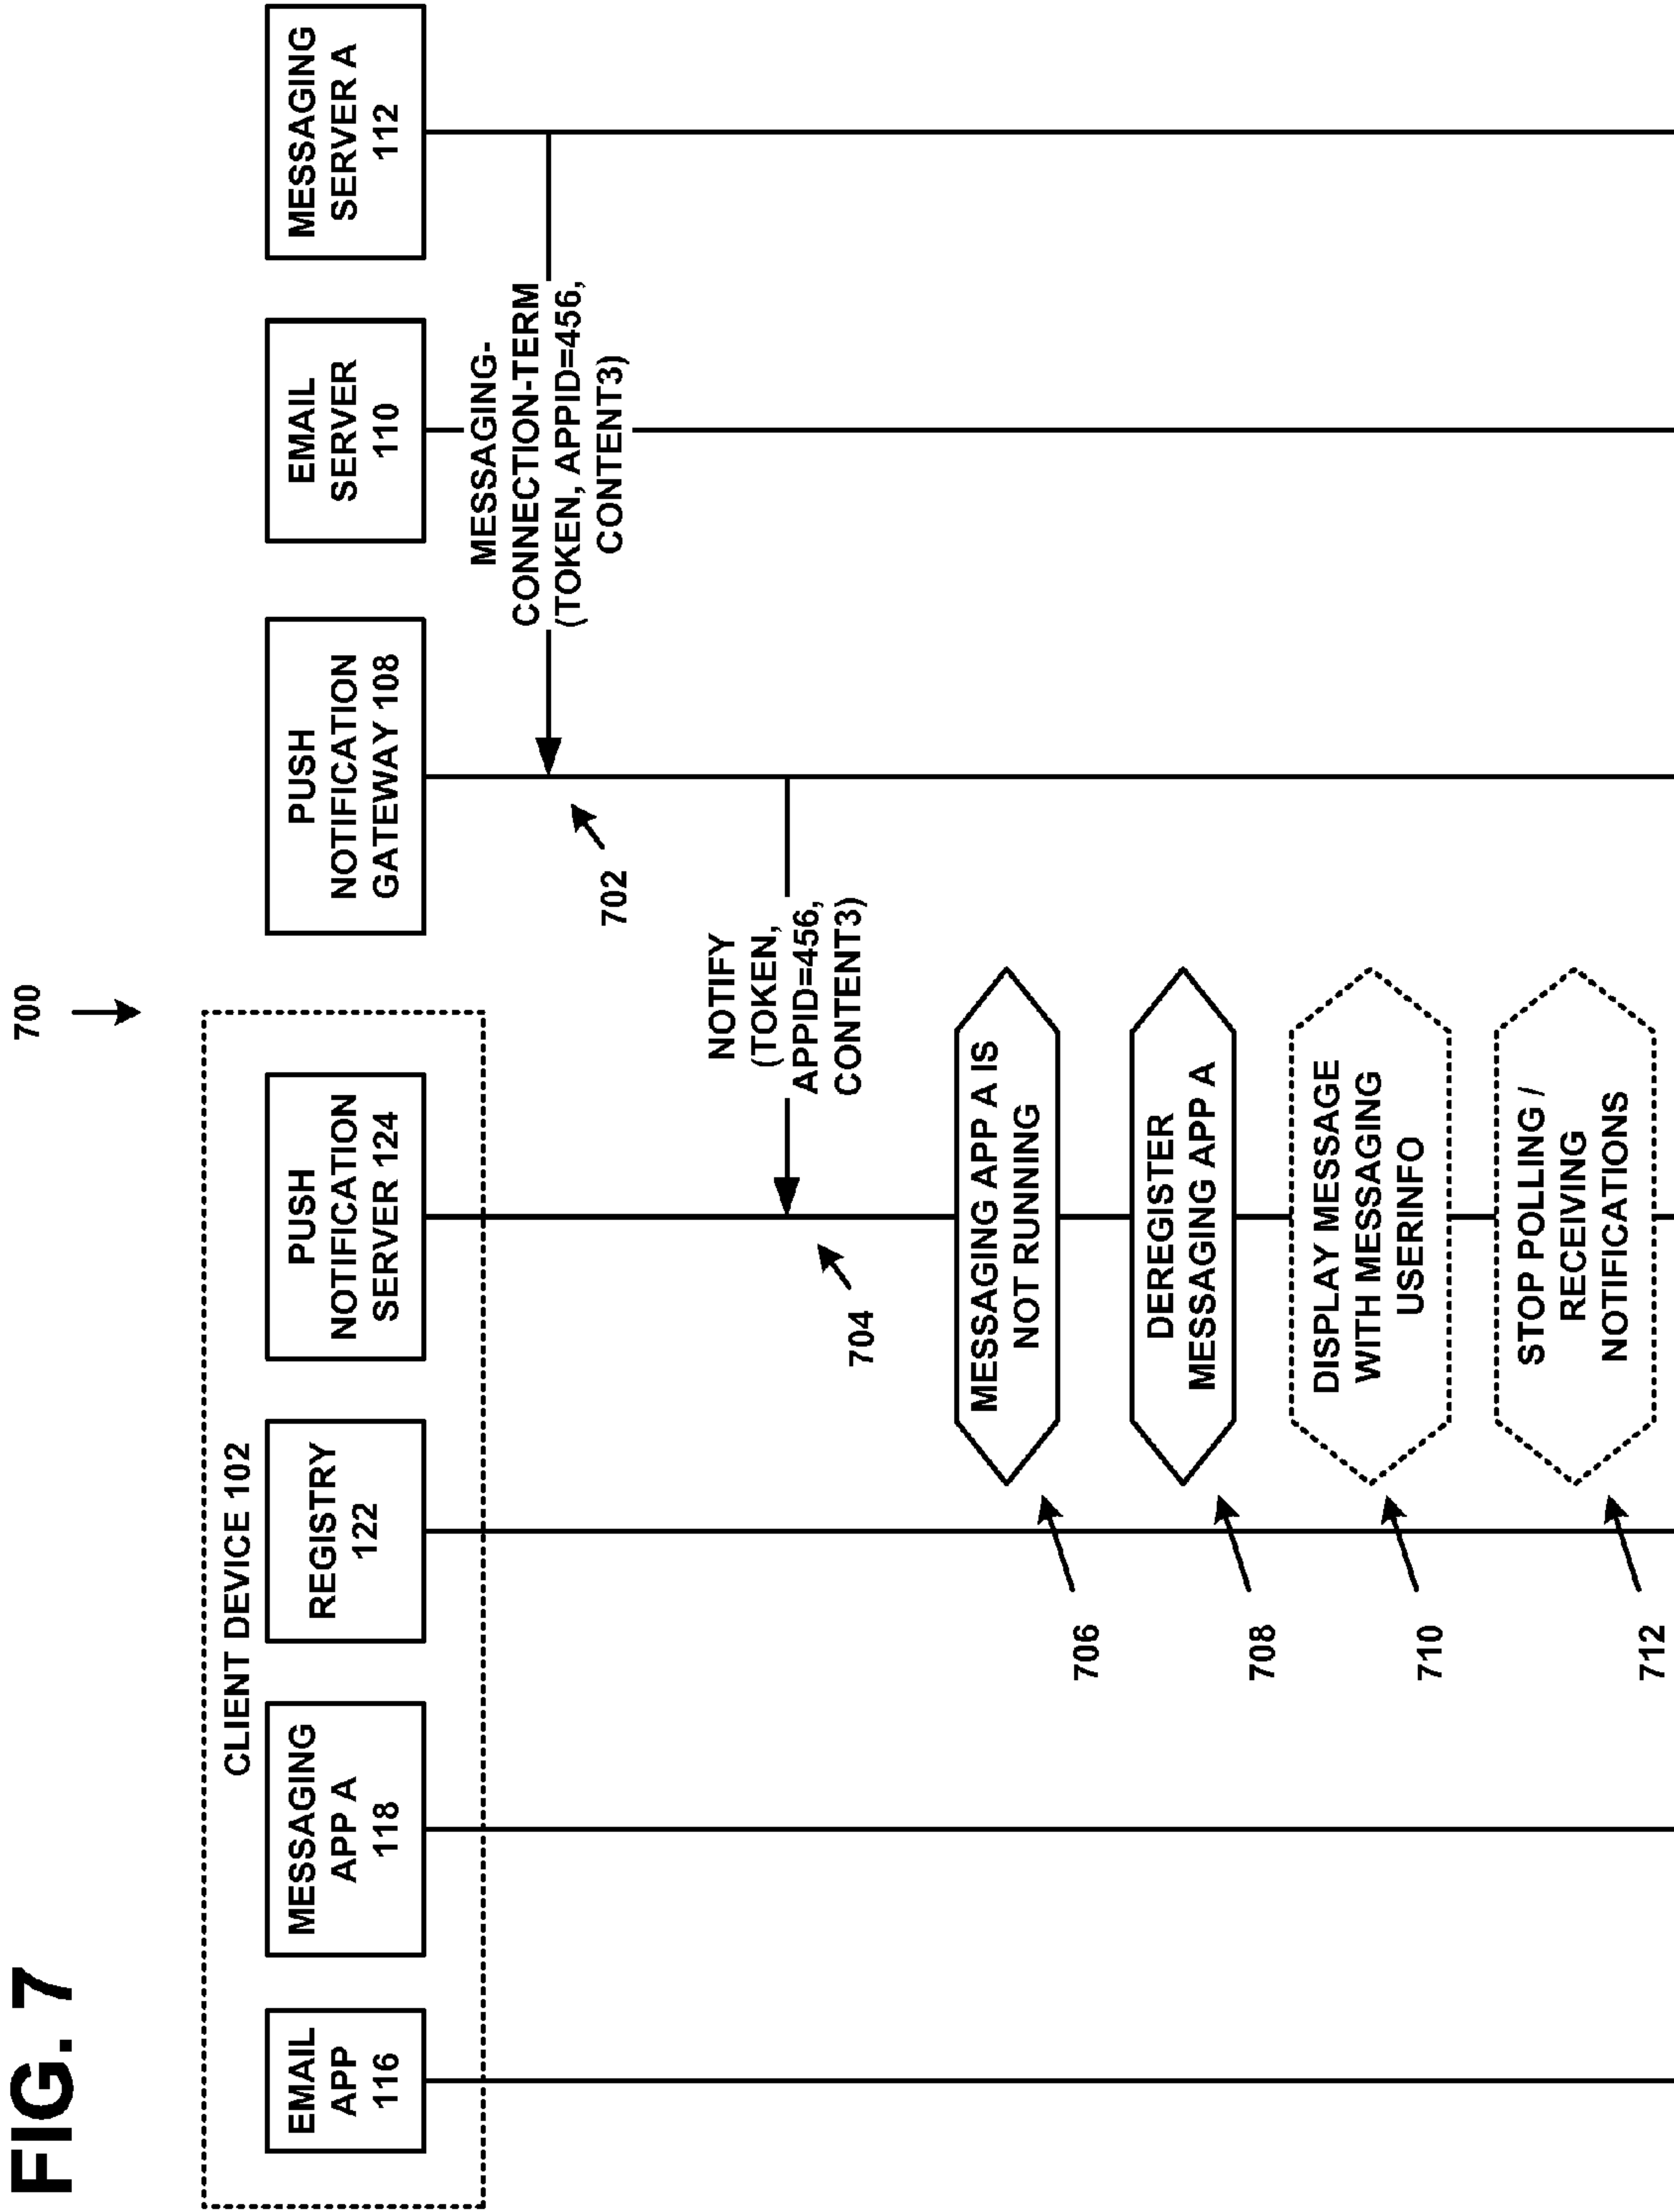 FIG. 7
700
CLIENT DEVICE 102
EMAIL
APP
116
MESSAGING
APP A
118
REGISTRY
122
PUSH
NOTIFICATION
SERVER 124
PUSH
NOTIFICATION
GATEWAY 108
EMAIL
SERVER
110
MESSAGING
SERVER A
112
MESSAGING-
CONNECTION-TERM
(TOKEN, APPID=456,
CONTENT3)
702
NOTIFY
(TOKEN,
APPID=456,
CONTENT3)
704
MESSAGING APP A IS
NOT RUNNING
706
DEREGISTER
MESSAGING APP A
708
DISPLAY MESSAGE
WITH MESSAGING
USERINFO
710
STOP POLLING /
RECEIVING
NOTIFICATIONS
712